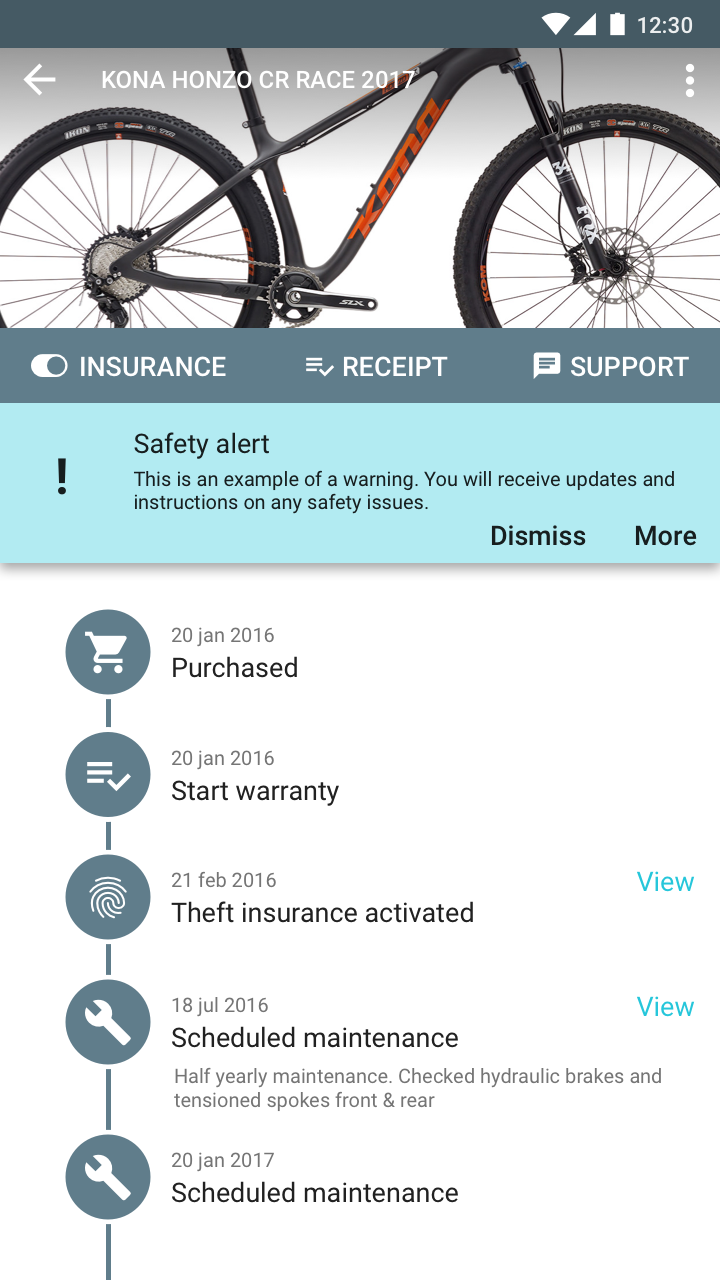 12:30
KONA HONZO CR RACE 2017
IKON
IKON
KONA
FOX
34
KOM
SLX
INSURANCE
RECEIPT
SUPPORT
!
Safety alert
This is an example of a warning. You will receive updates and
instructions on any safety issues.
Dismiss
More
20 jan 2016
Purchased
20 jan 2016
Start warranty
21 feb 2016
View
Theft insurance activated
18 jul 2016
View
Scheduled maintenance
Half yearly maintenance. Checked hydraulic brakes and
tensioned spokes front & rear
20 jan 2017
Scheduled maintenance